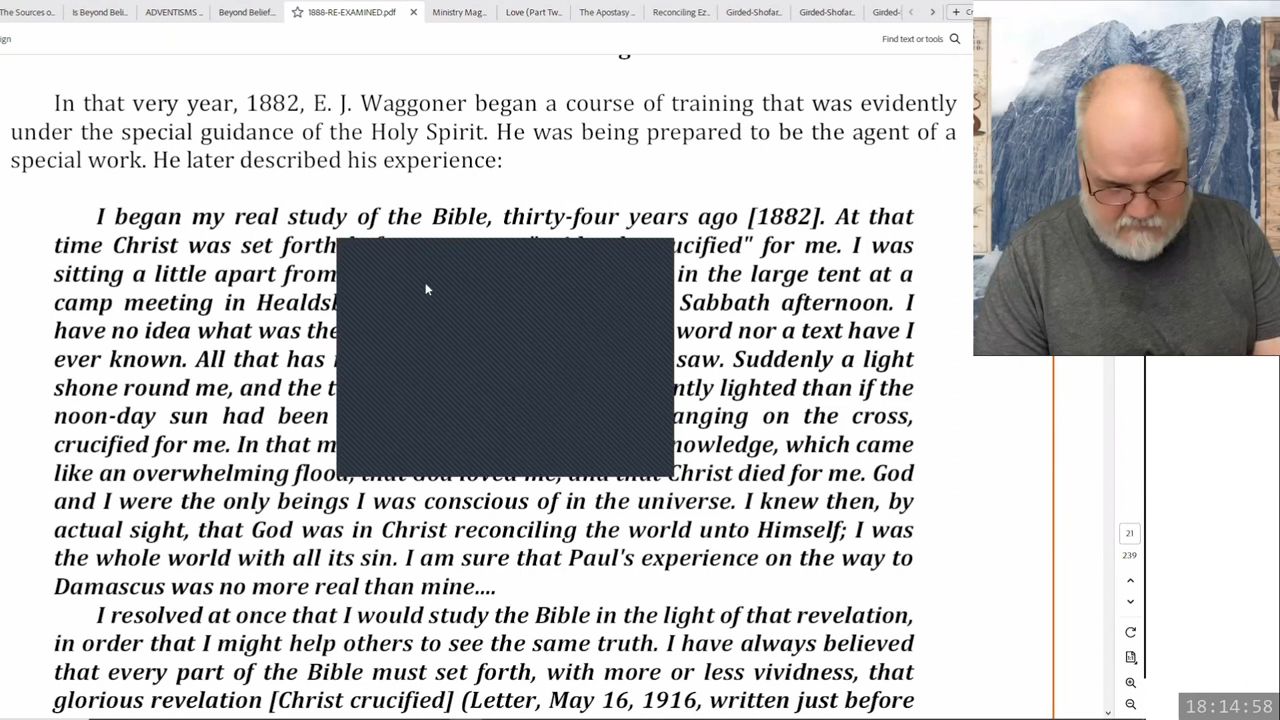 The Sources o... Is Beyond Beli... ADVENTISMS ... Beyond Belief... 1888-RE-EXAMINED.pdf Ministry Mag... Love (Part Tw... The Apostasy ... Reconciling Ez... Girded-Shofar... Girded-Shofar... Girded-
ign Find text or tools
In that very year, 1882, E. J. Waggoner began a course of training that was evidently
under the special guidance of the Holy Spirit. He was being prepared to be the agent of a
special work. He later described his experience:
I began my real study of the Bible, thirty-four years ago [1882]. At that
time Christ was set forth ucified" for me. I was
sitting a little apart from in the large tent at a
camp meeting in Healdsb Sabbath afternoon. I
have no idea what was the word nor a text have I
ever known. All that has saw. Suddenly a light
shone round me, and the t ntly lighted than if the
noon-day sun had been anging on the cross,
crucified for me. In that m nowledge, which came
like an overwhelming flood, that God loved me, and that Christ died for me. God
and I were the only beings I was conscious of in the universe. I knew then, by
actual sight, that God was in Christ reconciling the world unto Himself; I was
the whole world with all its sin. I am sure that Paul's experience on the way to
Damascus was no more real than mine....
I resolved at once that I would study the Bible in the light of that revelation,
in order that I might help others to see the same truth. I have always believed
that every part of the Bible must set forth, with more or less vividness, that
glorious revelation [Christ crucified] (Letter, May 16, 1916, written just before
21
239
18:14:58